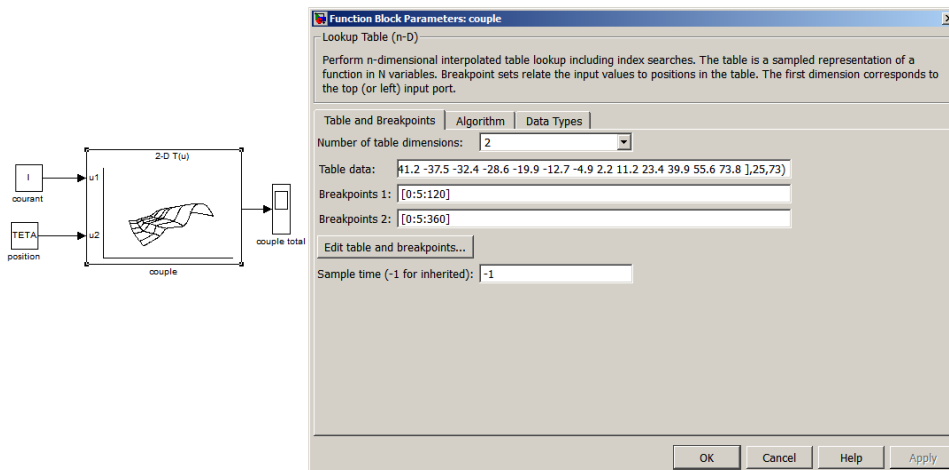 2-D T(u)
I
u1
courant
TETA
u2
position
couple
couple total
Function Block Parameters: couple
Lookup Table (n-D)
Perform n-dimensional interpolated table lookup including index searches. The table is a sampled representation of a
function in N variables. Breakpoint sets relate the input values to positions in the table. The first dimension corresponds to
the top (or left) input port.
Table and Breakpoints Algorithm Data Types
Number of table dimensions: 2
Table data: 41.2 -37.5 -32.4 -28.6 -19.9 -12.7 -4.9 2.2 11.2 23.4 39.9 55.6 73.8 ],25,73)
Breakpoints 1: [0:5:120]
Breakpoints 2: [0:5:360]
Edit table and breakpoints...
Sample time (-1 for inherited): -1
OK Cancel Help Apply